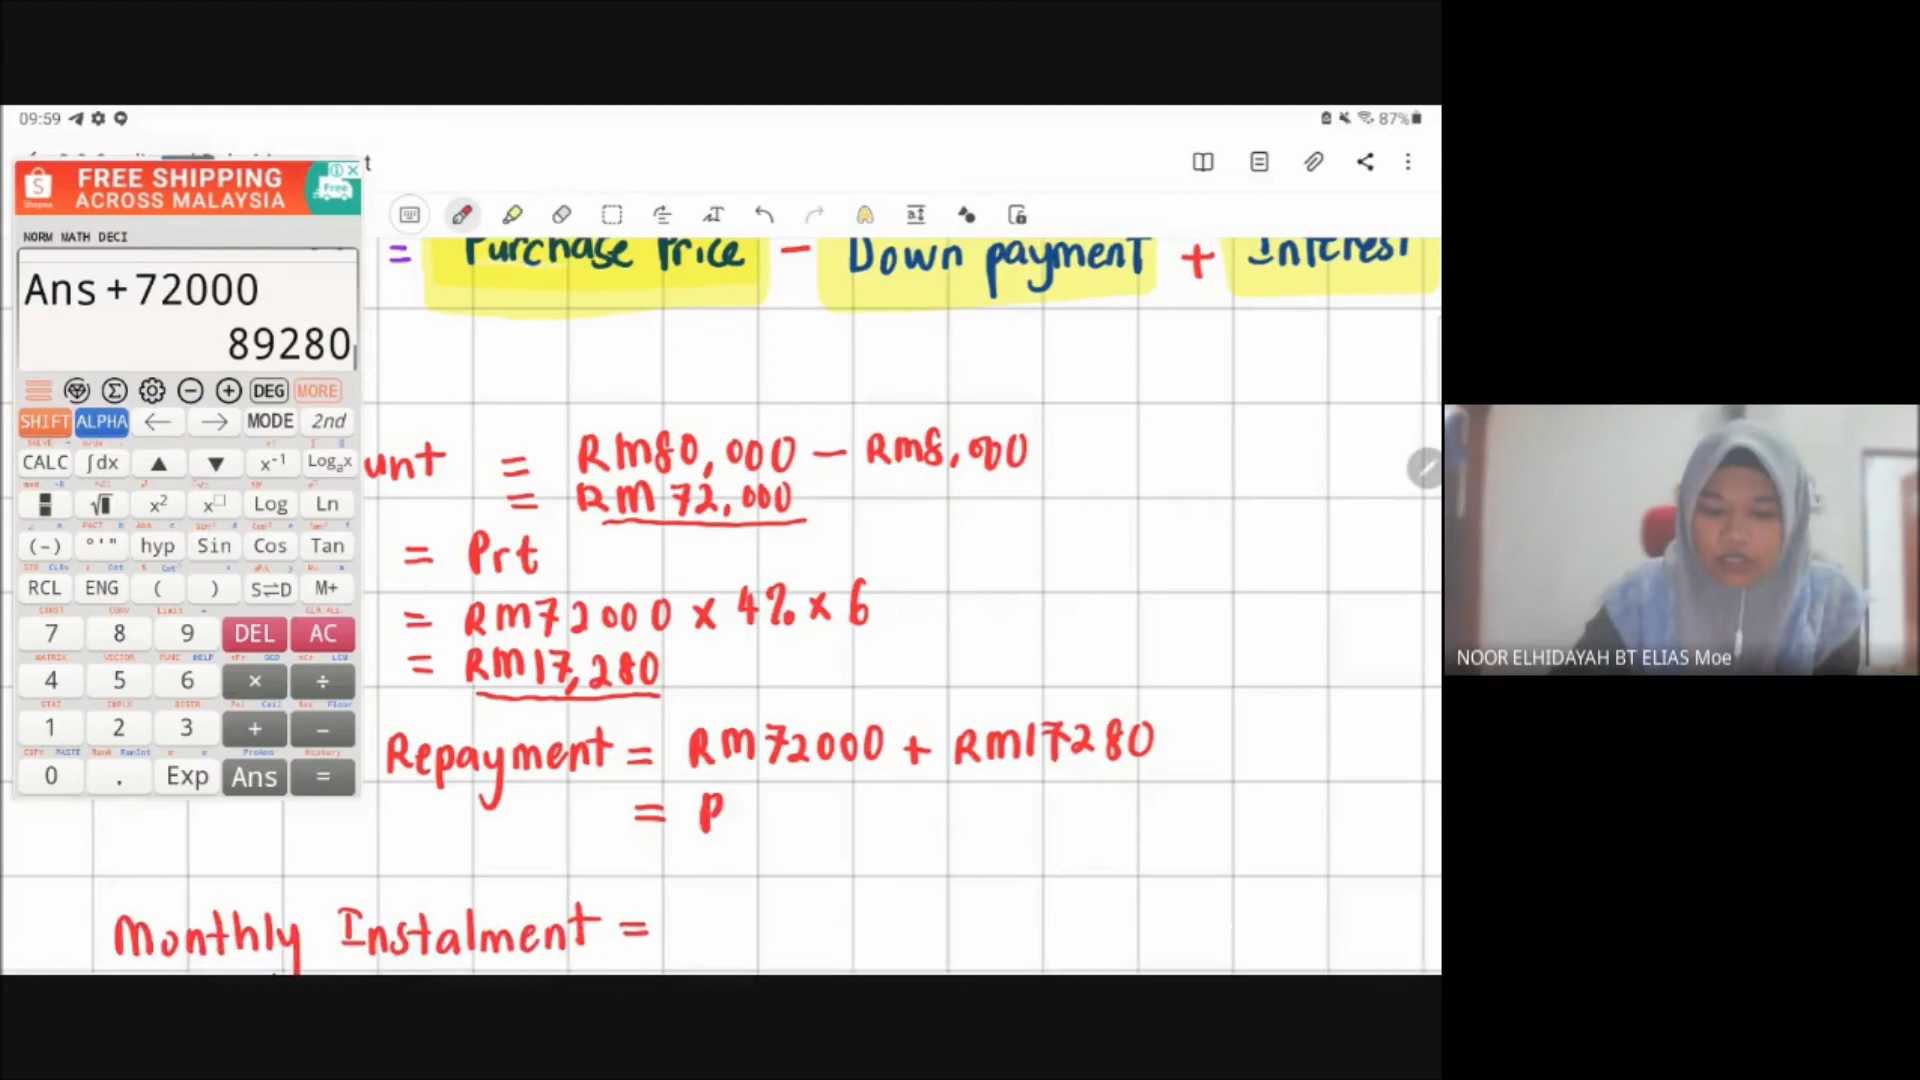 09:59
87%
t
FREE SHIPPING
ACROSS MALAYSIA
Shopee
Free
NORM MATH DECI
Ans+72000
89280
DEG MORE
SHIFT ALPHA ← → MODE 2nd
CALC ∫dx ▲ ▼ x⁻¹ Logₐx
√ x² x Log Ln
(-) °'" hyp Sin Cos Tan
RCL ENG ( ) S⇌D M+
7 8 9 DEL AC
4 5 6 × ÷
1 2 3 + −
0 . Exp Ans =
= Purchase Price − Down payment + Interest
unt = RM80,000 − RM8,000
= RM 72,000
= Prt
= RM72000 × 4% × 6
= RM17,280
Repayment = RM72000 + RM17280
= P
Monthly Instalment =
NOOR ELHIDAYAH BT ELIAS Moe